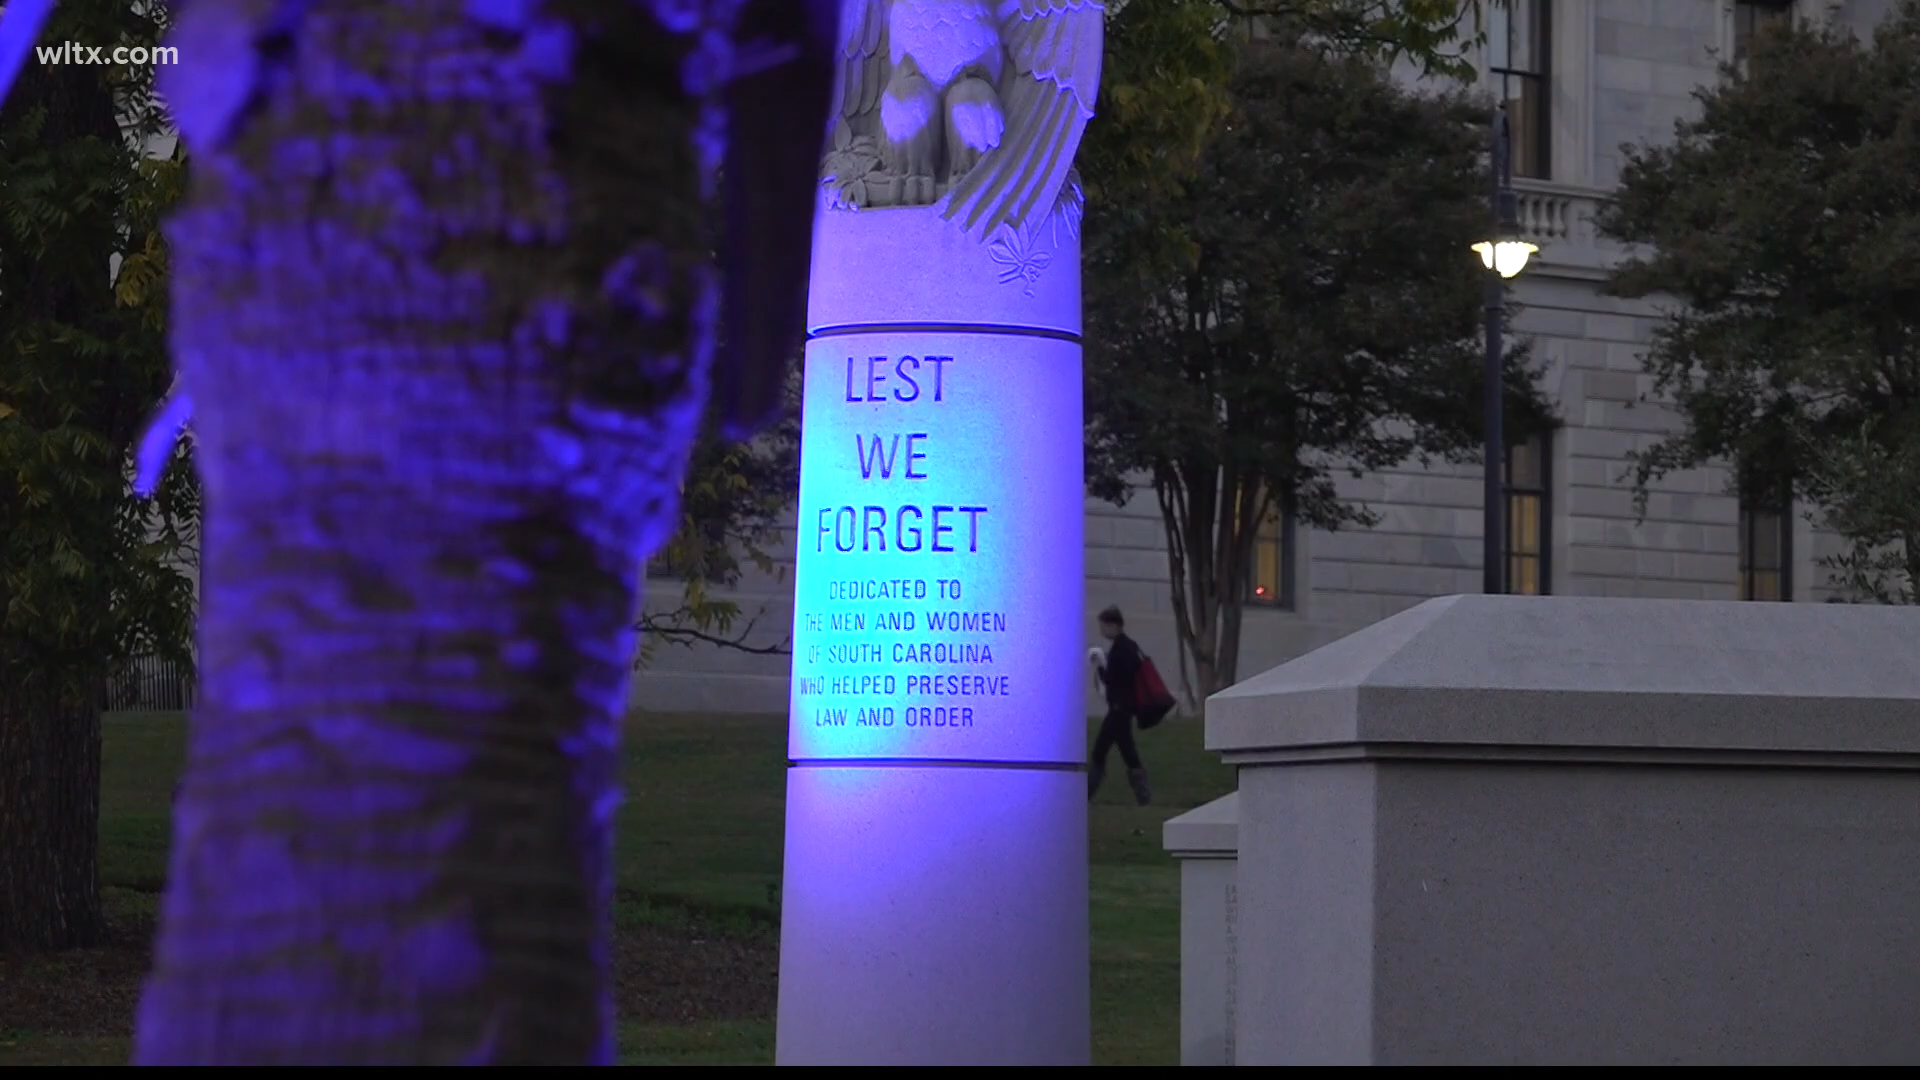 wltx.com
LEST
WE
FORGET
DEDICATED TO
THE MEN AND WOMEN
OF SOUTH CAROLINA
WHO HELPED PRESERVE
LAW AND ORDER